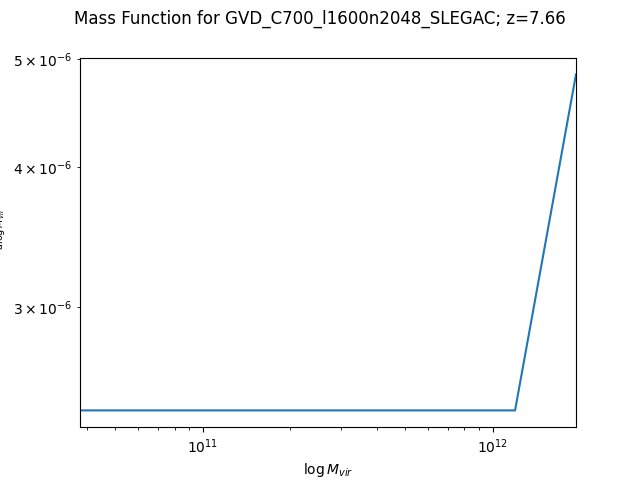 Mass Function for GVD_C700_l1600n2048_SLEGAC; z=7.66
5 × 10⁻⁶
4 × 10⁻⁶
3 × 10⁻⁶
10¹¹
10¹²
log M_vir